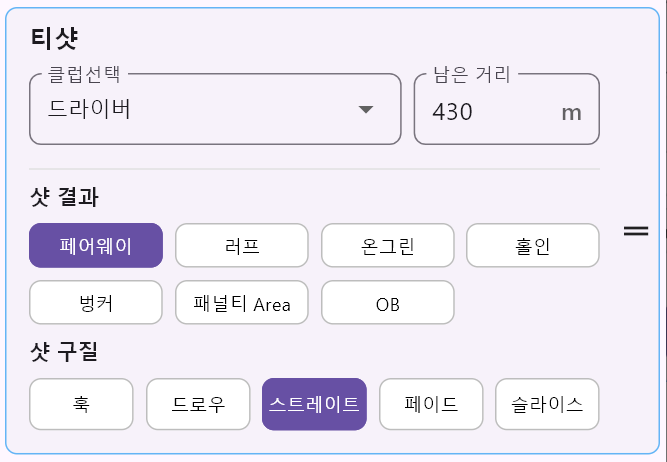 티샷
클럽선택 남은 거리
드라이버 430 m
샷 결과
페어웨이 러프 온그린 홀인
벙커 패널티 Area OB
샷 구질
훅 드로우 스트레이트 페이드 슬라이스